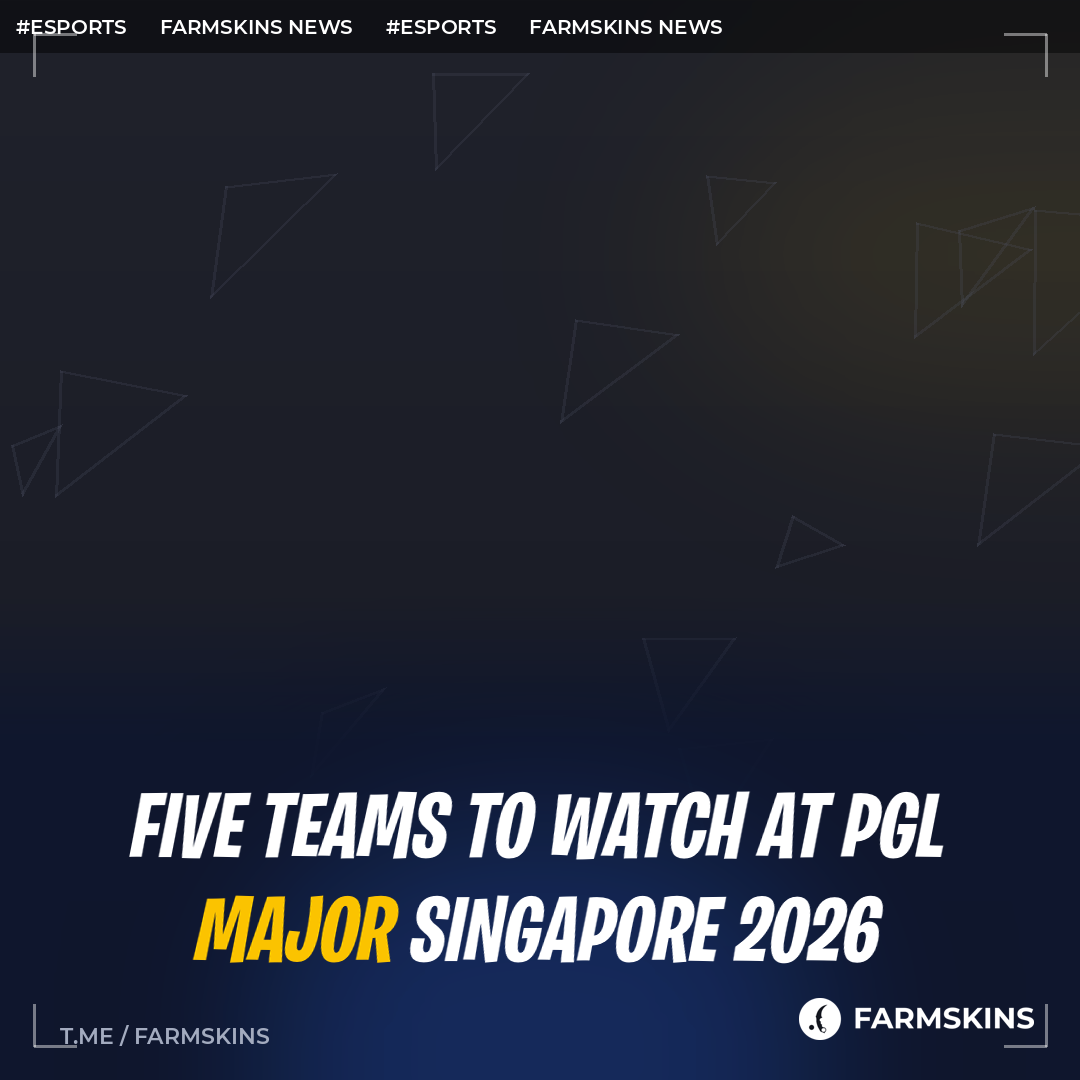 #ESPORTS FARMSKINS NEWS #ESPORTS FARMSKINS NEWS
FIVE TEAMS TO WATCH AT PGL
MAJOR SINGAPORE 2026
T.ME / FARMSKINS
FARMSKINS